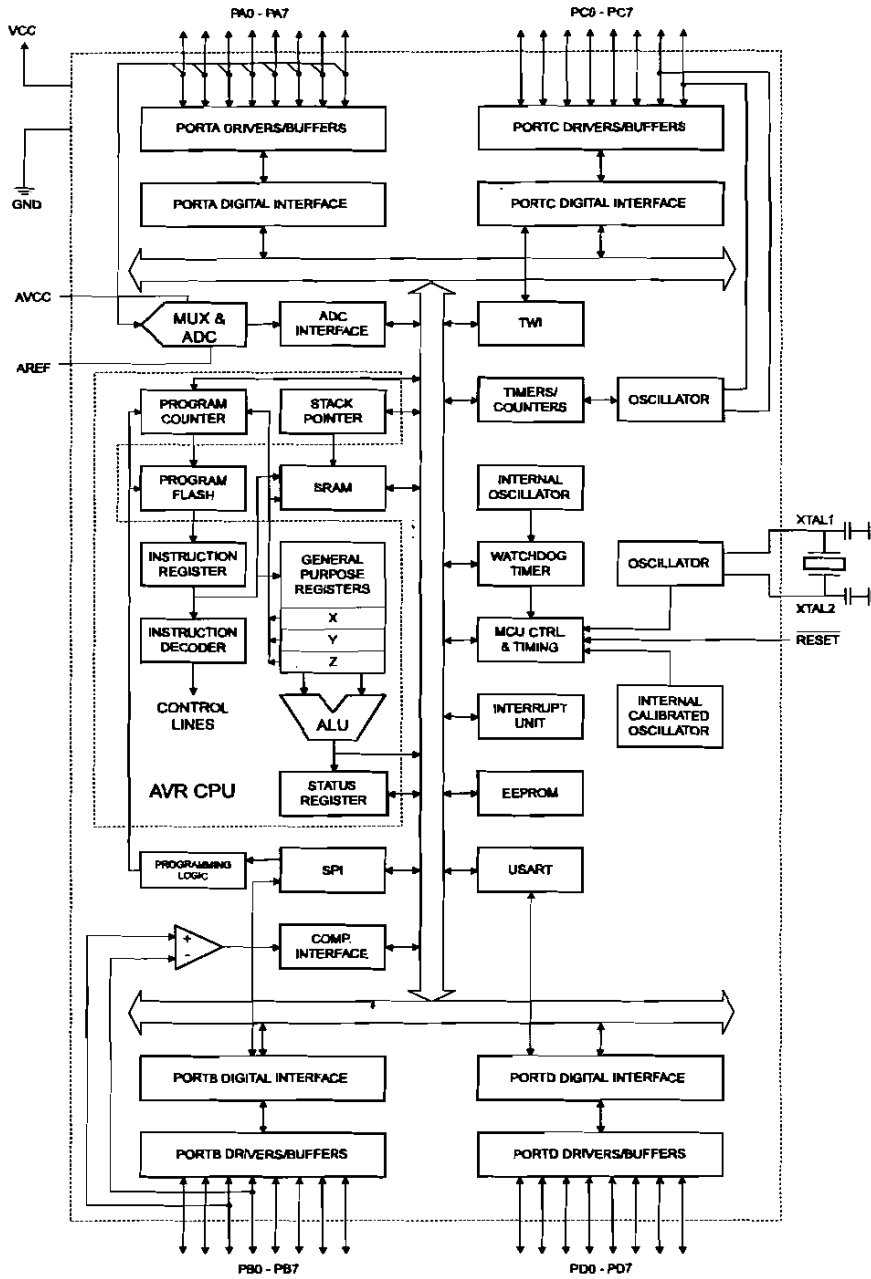 PA0 - PA7
PC0 - PC7
VCC
PORTA DRIVERS/BUFFERS
PORTC DRIVERS/BUFFERS
GND
PORTA DIGITAL INTERFACE
PORTC DIGITAL INTERFACE
AVCC
MUX &
ADC
ADC
INTERFACE
TWI
AREF
PROGRAM
COUNTER
STACK
POINTER
TIMERS/
COUNTERS
OSCILLATOR
PROGRAM
FLASH
SRAM
INTERNAL
OSCILLATOR
XTAL1
INSTRUCTION
REGISTER
GENERAL
PURPOSE
REGISTERS
WATCHDOG
TIMER
OSCILLATOR
XTAL2
X
INSTRUCTION
DECODER
Y
MCU CTRL.
& TIMING
RESET
Z
CONTROL
LINES
ALU
INTERRUPT
UNIT
INTERNAL
CALIBRATED
OSCILLATOR
AVR CPU
STATUS
REGISTER
EEPROM
PROGRAMMING
LOGIC
SPI
USART
+
-
COMP.
INTERFACE
PORTB DIGITAL INTERFACE
PORTD DIGITAL INTERFACE
PORTB DRIVERS/BUFFERS
PORTD DRIVERS/BUFFERS
PB0 - PB7
PD0 - PD7